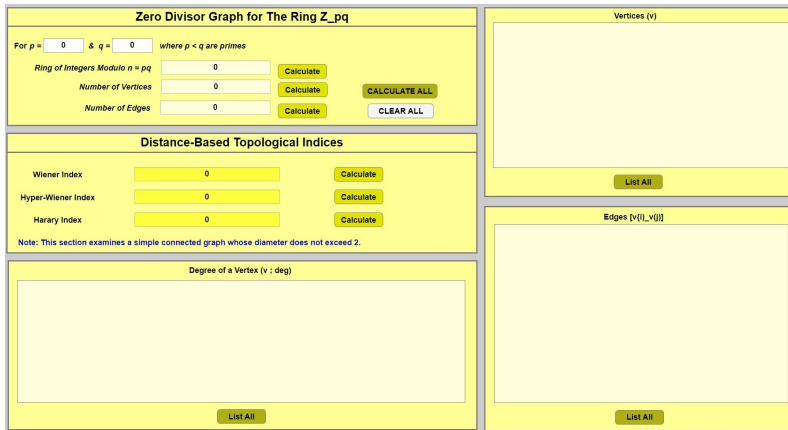 Zero Divisor Graph for The Ring Z_pq
For p = 0 & q = 0 where p < q are primes
Ring of Integers Modulo n = pq 0 Calculate
Number of Vertices 0 Calculate CALCULATE ALL
Number of Edges 0 Calculate CLEAR ALL
Distance-Based Topological Indices
Wiener Index 0 Calculate
Hyper-Wiener Index 0 Calculate
Harary Index 0 Calculate
Note: This section examines a simple connected graph whose diameter does not exceed 2.
Degree of a Vertex (v ; deg)
List All
Vertices (v)
List All
Edges [v{i)_v(j)]
List All